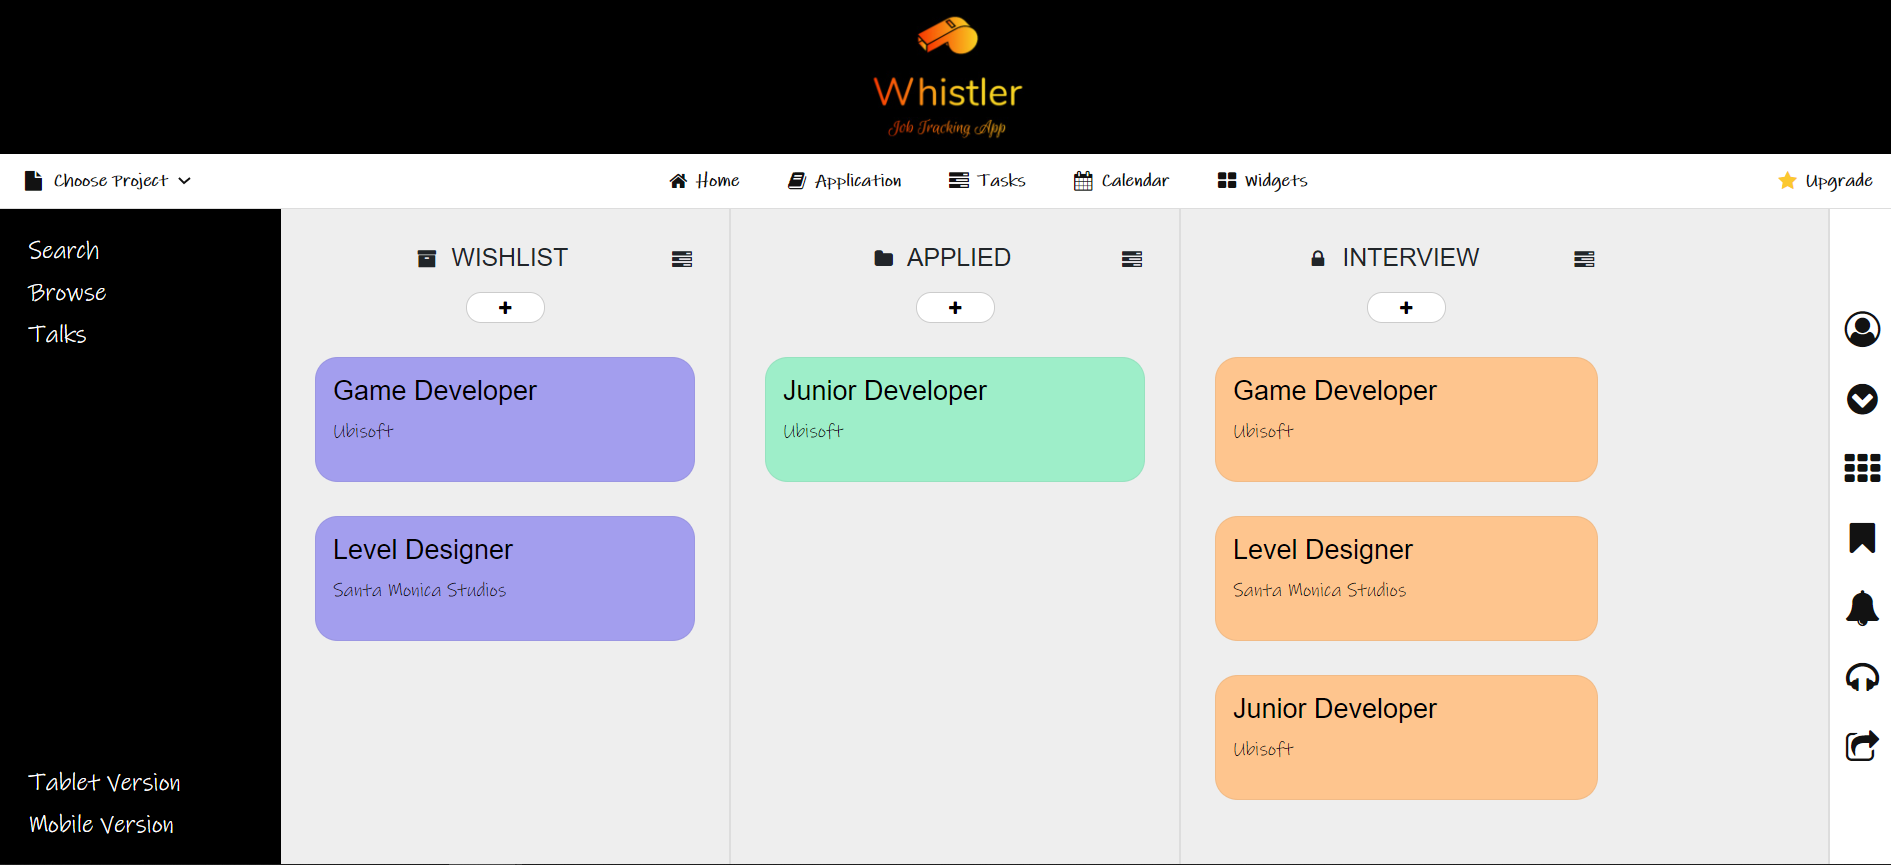 Whistler
Job Tracking App
Choose Project
Home
Application
Tasks
Calendar
Widgets
Upgrade
Search
Browse
Talks
Tablet Version
Mobile Version
WISHLIST
+
Game Developer
Ubisoft
Level Designer
Santa Monica Studios
APPLIED
+
Junior Developer
Ubisoft
INTERVIEW
+
Game Developer
Ubisoft
Level Designer
Santa Monica Studios
Junior Developer
Ubisoft